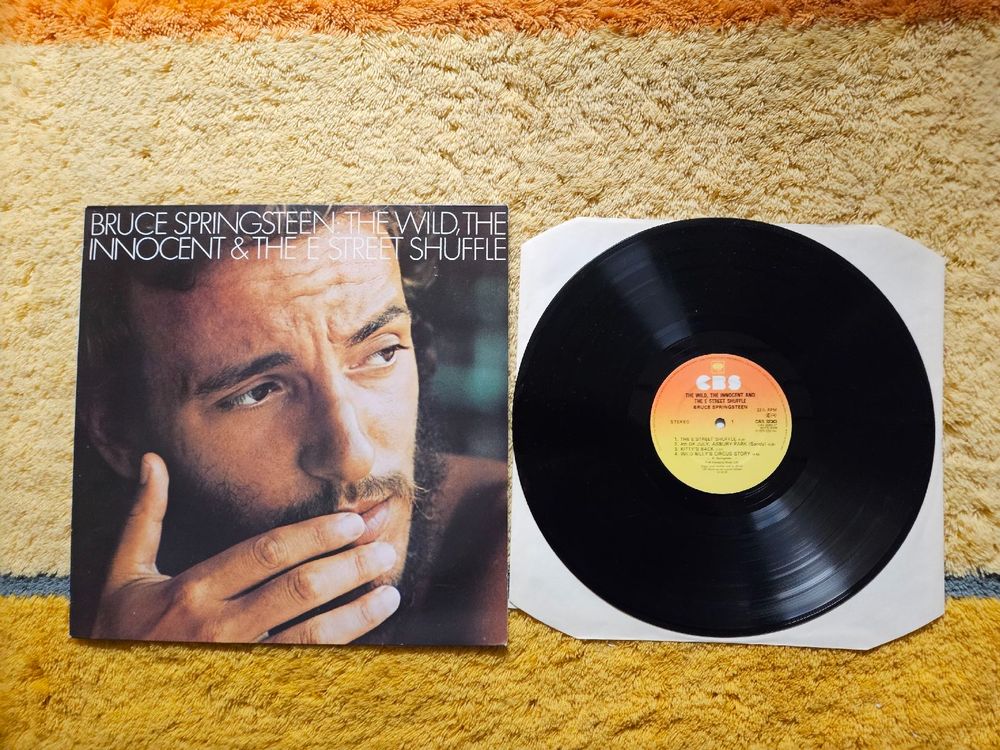 BRUCE SPRINGSTEEN: THE WILD, THE
INNOCENT & THE E STREET SHUFFLE
CBS
THE WILD, THE INNOCENT AND
THE E STREET SHUFFLE
BRUCE SPRINGSTEEN
STEREO
1
1. THE E STREET SHUFFLE
2. 4th OF JULY, ASBURY PARK (Sandy)
3. KITTY'S BACK
4. WILD BILLY'S CIRCUS STORY